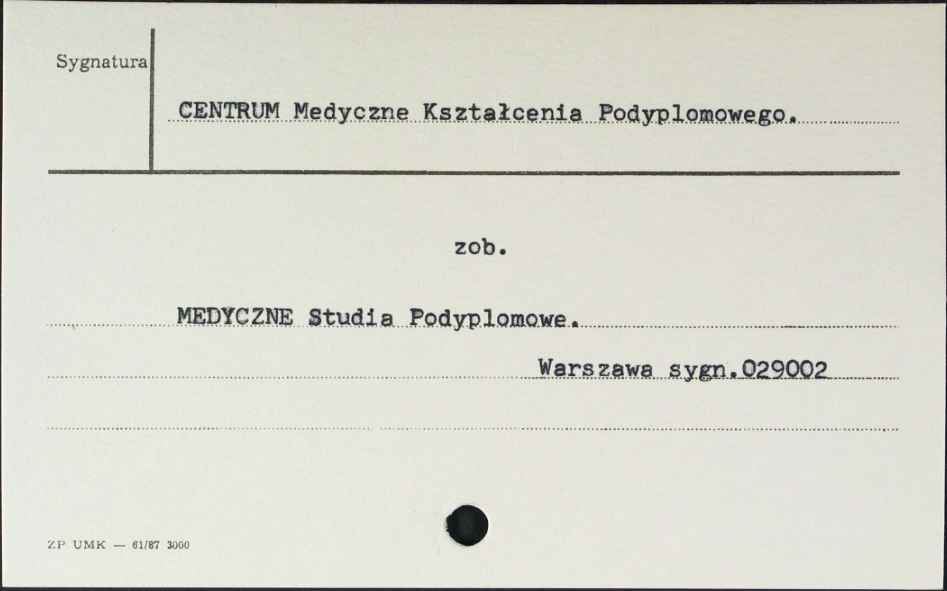 Sygnatura
CENTRUM Medyczne Kształcenia Podyplomowego.
zob.
MEDYCZNE Studia Podyplomowe.
Warszawa sygn.029002
ZP UMK — 61/87 3000